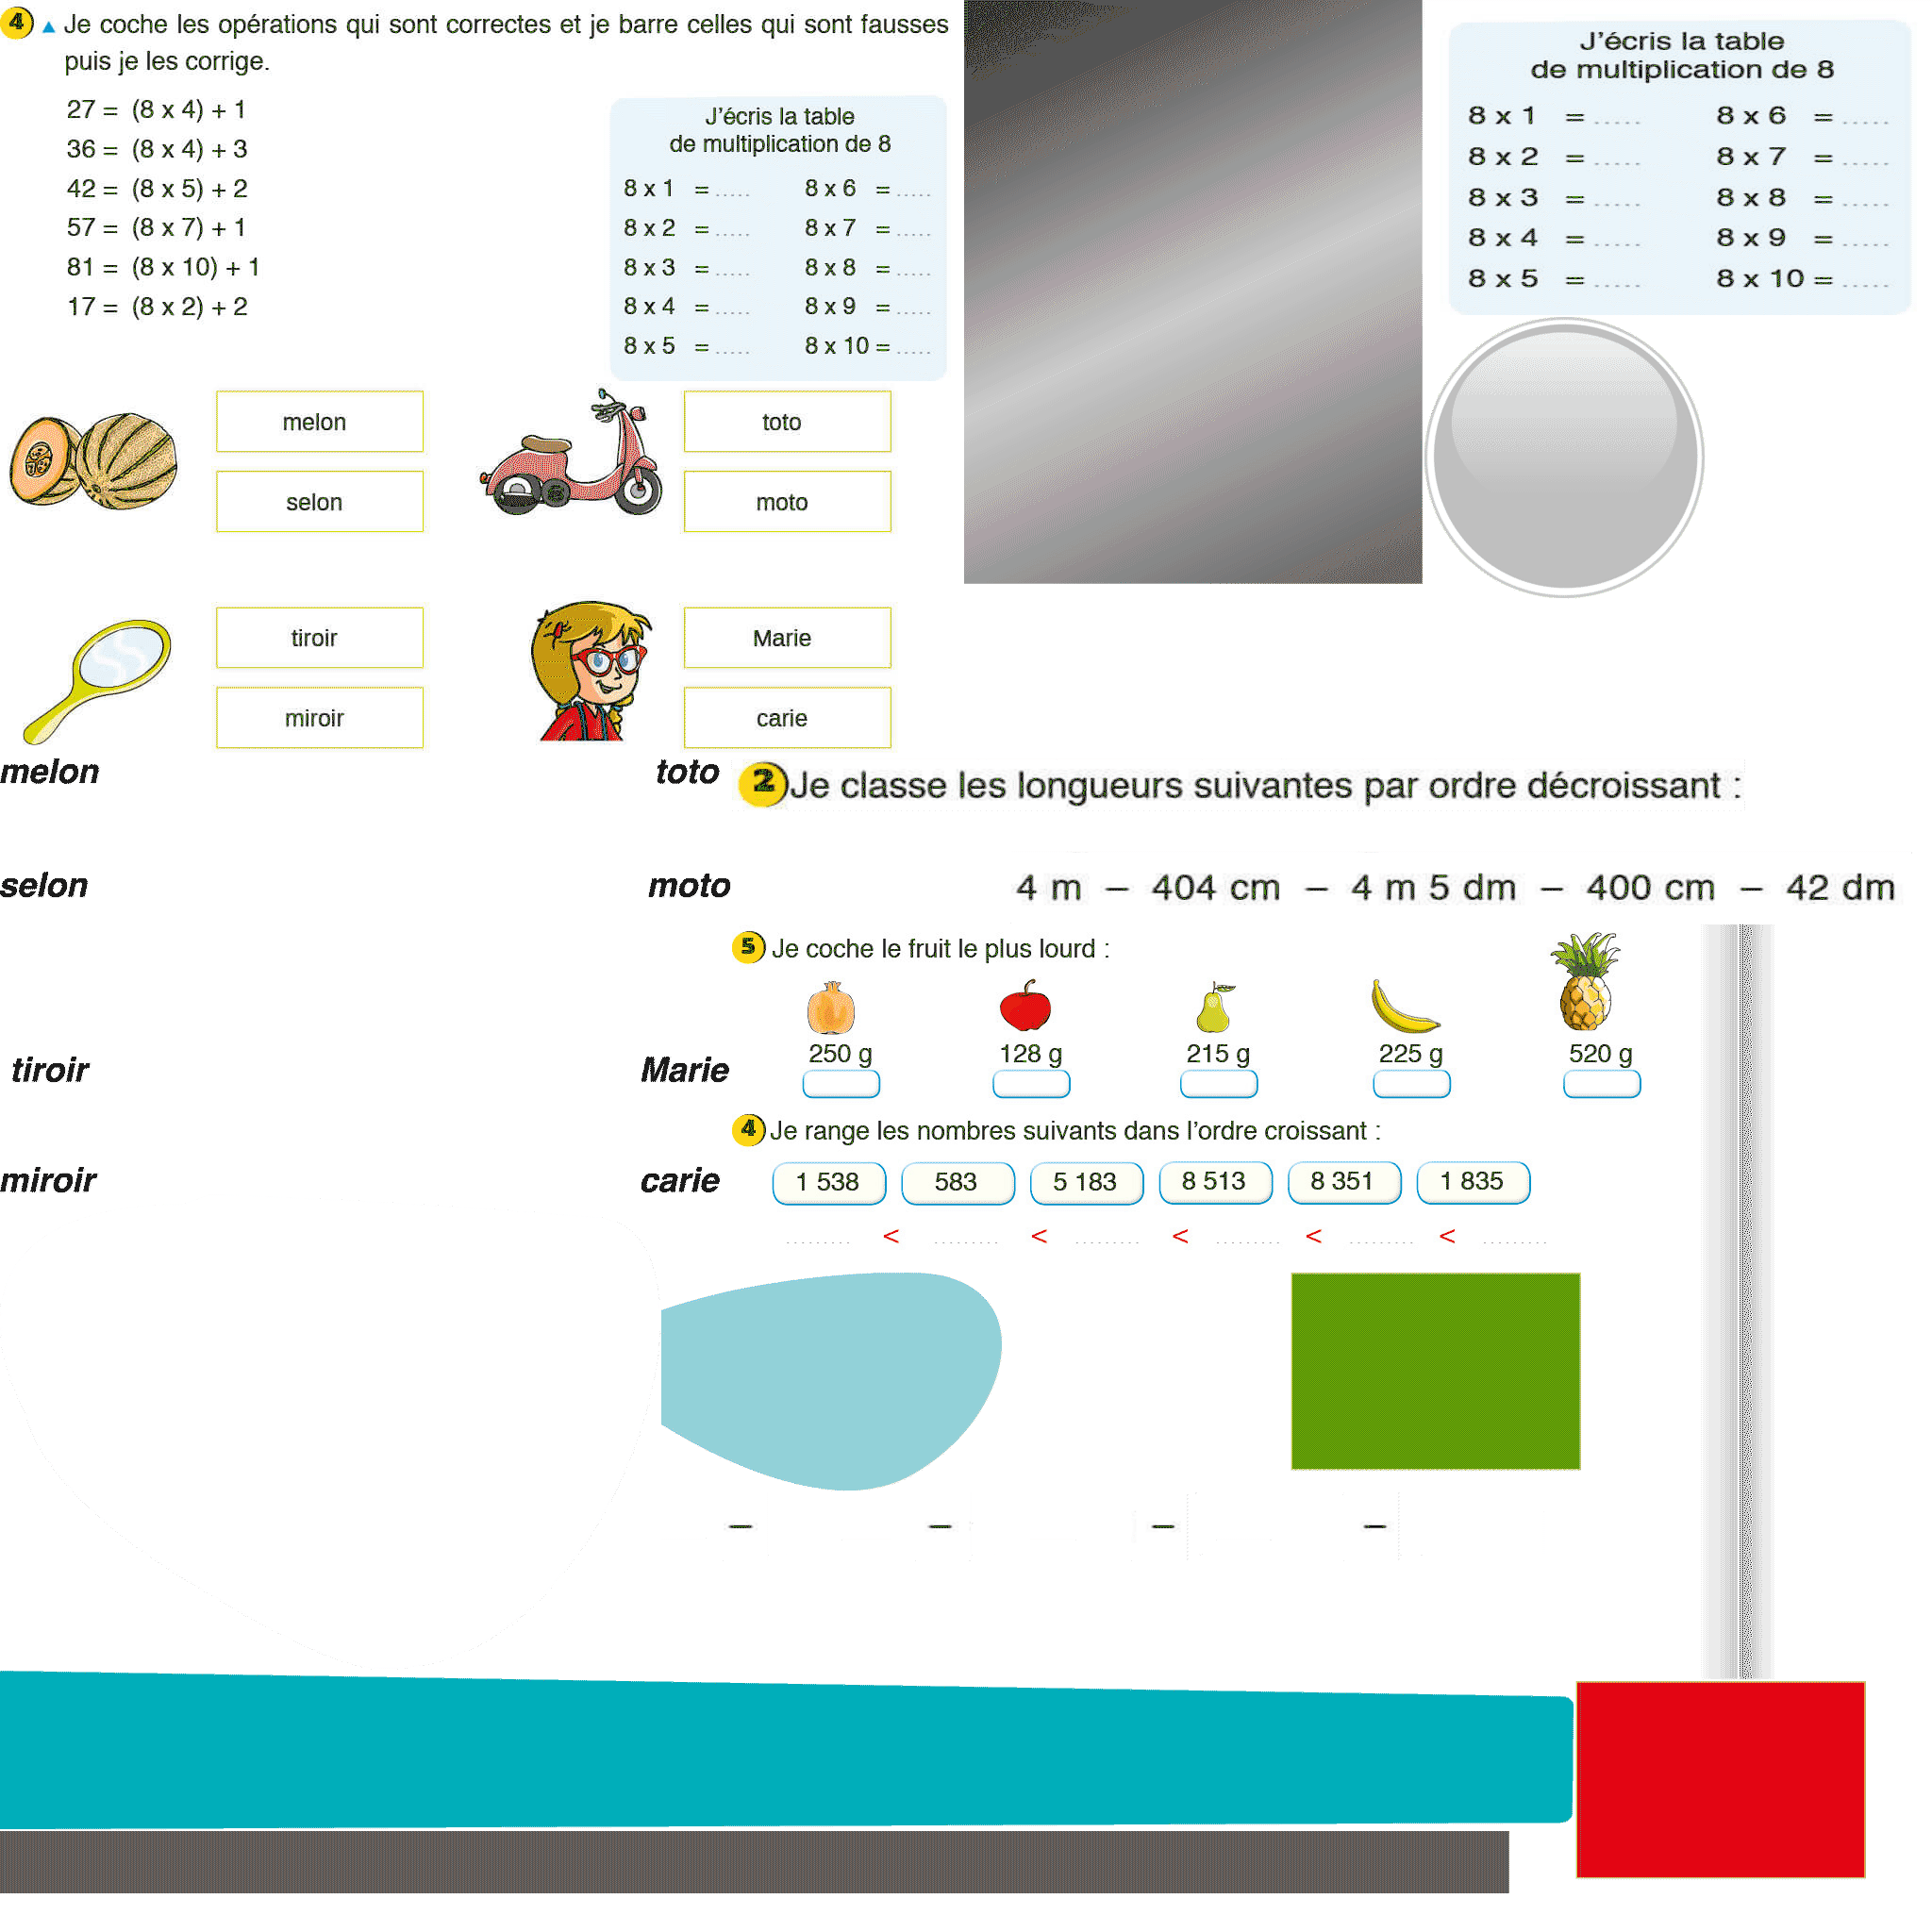 4 Je coche les opérations qui sont correctes et je barre celles qui sont fausses
puis je les corrige.
27 = (8 x 4) + 1
36 = (8 x 4) + 3
42 = (8 x 5) + 2
57 = (8 x 7) + 1
81 = (8 x 10) + 1
17 = (8 x 2) + 2
J'écris la table
de multiplication de 8
8 x 1 = ..... 8 x 6 = .....
8 x 2 = ..... 8 x 7 = .....
8 x 3 = ..... 8 x 8 = .....
8 x 4 = ..... 8 x 9 = .....
8 x 5 = ..... 8 x 10 = .....
J'écris la table
de multiplication de 8
8 x 1 = ..... 8 x 6 = .....
8 x 2 = ..... 8 x 7 = .....
8 x 3 = ..... 8 x 8 = .....
8 x 4 = ..... 8 x 9 = .....
8 x 5 = ..... 8 x 10 = .....
melon
selon
toto
moto
tiroir
miroir
Marie
carie
melon
selon
tiroir
miroir
toto
moto
Marie
carie
2 Je classe les longueurs suivantes par ordre décroissant :
4 m – 404 cm – 4 m 5 dm – 400 cm – 42 dm
5 Je coche le fruit le plus lourd :
250 g 128 g 215 g 225 g 520 g
4 Je range les nombres suivants dans l'ordre croissant :
1 538 583 5 183 8 513 8 351 1 835
......... < ......... < ......... < ......... < ......... < .........
– – – –